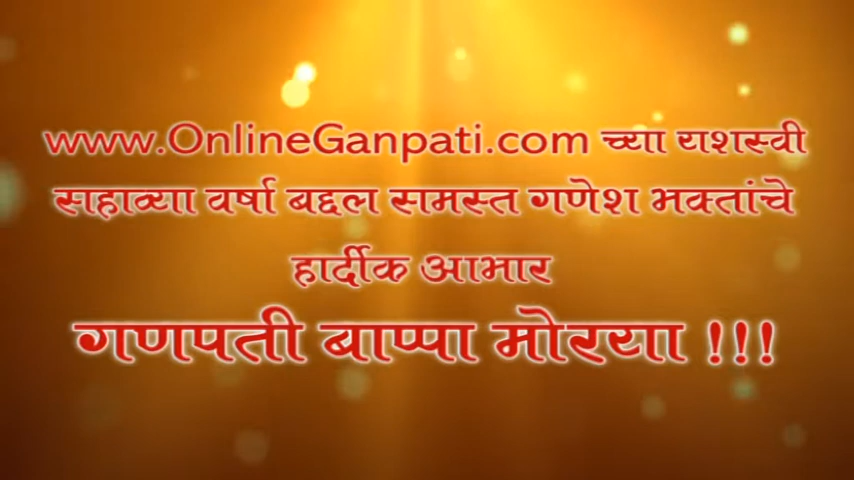 www.OnlineGanpati.com च्या यशस्वी
सहाव्या वर्षा बद्दल समस्त गणेश भक्तांचे
हार्दीक आभार
गणपती बाप्पा मोरया !!!